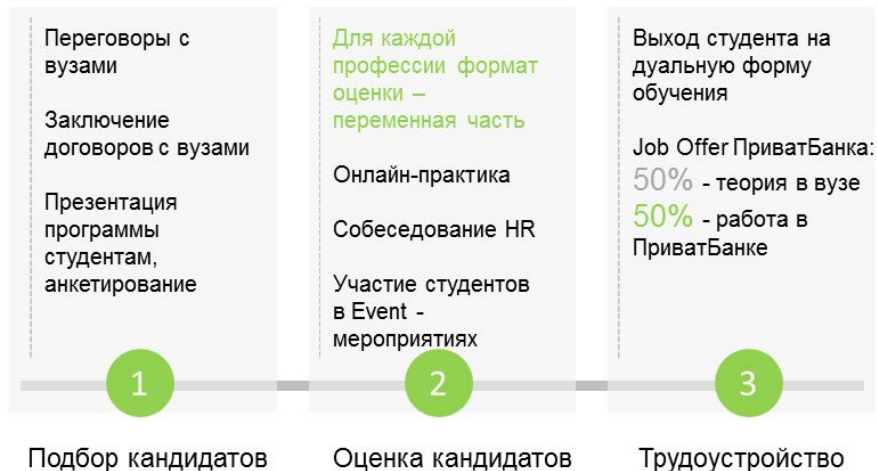 Переговоры с
вузами
Заключение
договоров с вузами
Презентация
программы
студентам,
анкетирование
1
Подбор кандидатов
Для каждой
профессии формат
оценки –
переменная часть
Онлайн-практика
Собеседование HR
Участие студентов
в Event -
мероприятиях
2
Оценка кандидатов
Выход студента на
дуальную форму
обучения
Job Offer ПриватБанка:
50% - теория в вузе
50% - работа в
ПриватБанке
3
Трудоустройство